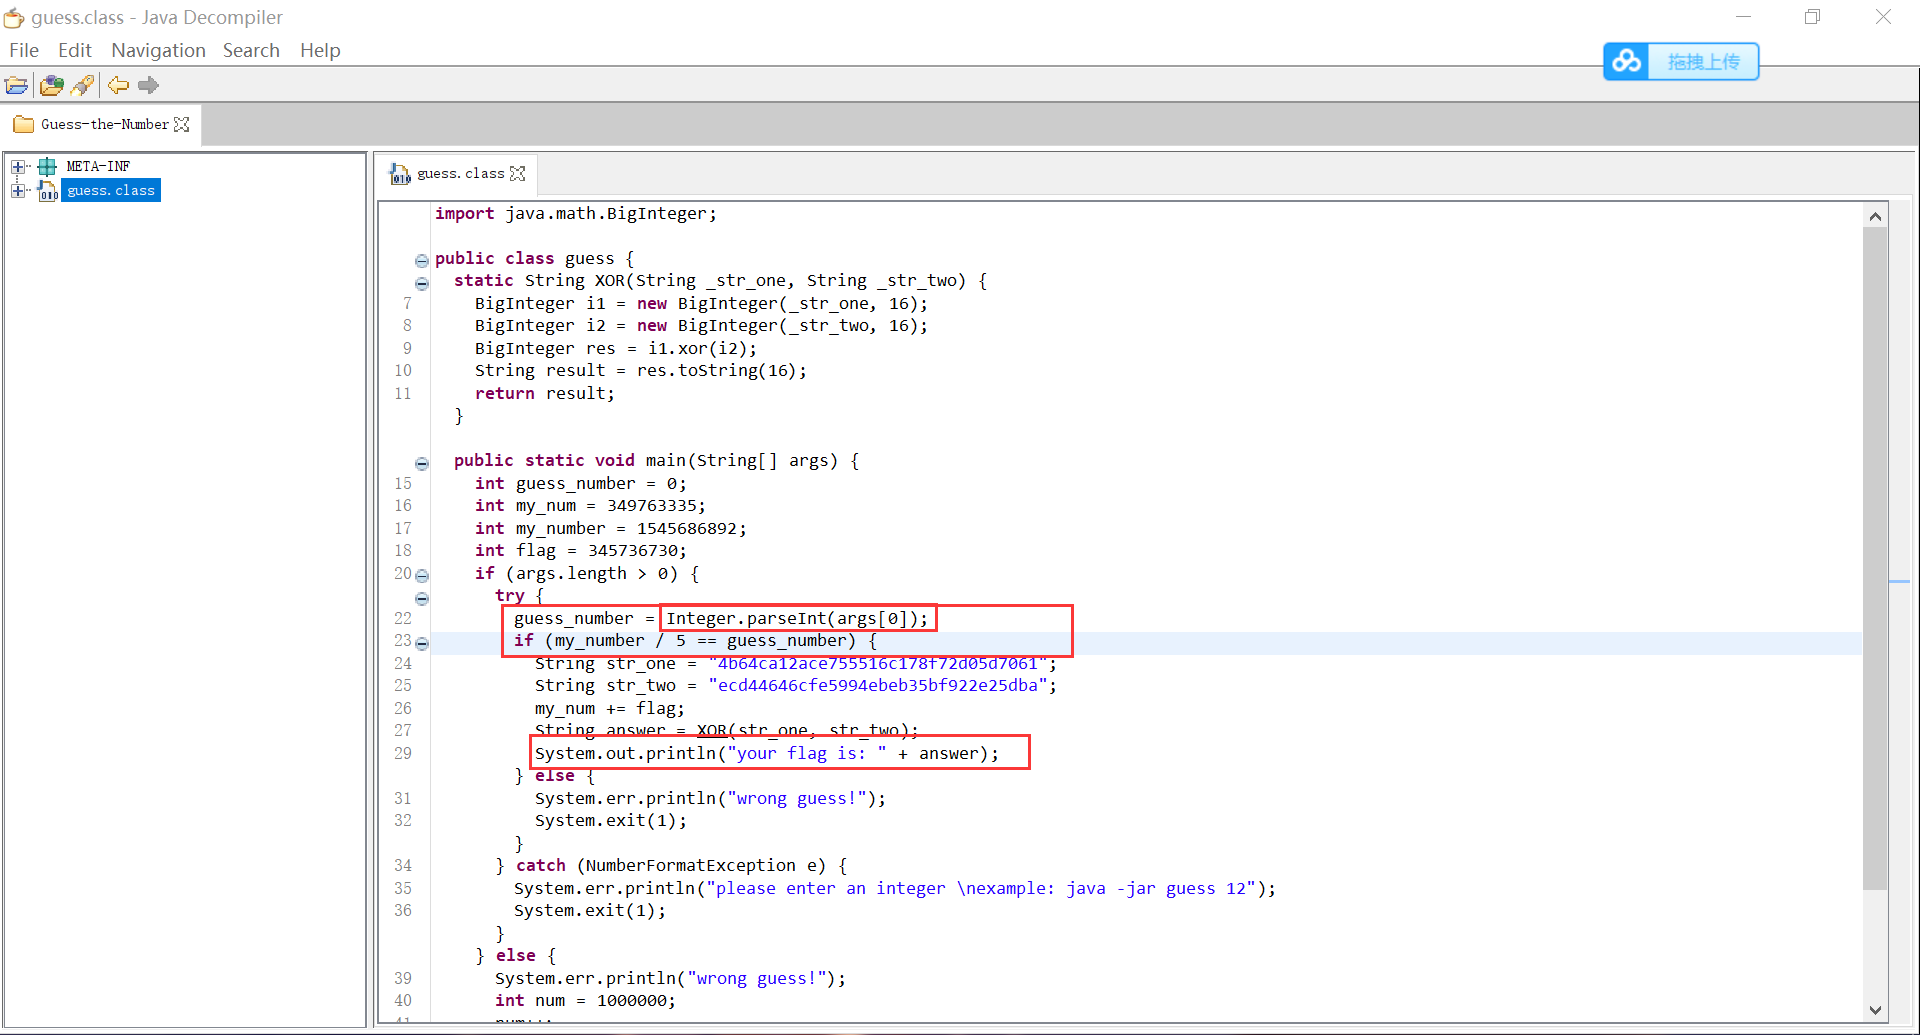 guess.class - Java Decompiler
File Edit Navigation Search Help
拖拽上传
Guess-the-Number
META-INF
guess.class
guess.class
import java.math.BigInteger;
public class guess {
static String XOR(String _str_one, String _str_two) {
7 BigInteger i1 = new BigInteger(_str_one, 16);
8 BigInteger i2 = new BigInteger(_str_two, 16);
9 BigInteger res = i1.xor(i2);
10 String result = res.toString(16);
11 return result;
}
public static void main(String[] args) {
15 int guess_number = 0;
16 int my_num = 349763335;
17 int my_number = 1545686892;
18 int flag = 345736730;
20 if (args.length > 0) {
try {
22 guess_number = Integer.parseInt(args[0]);
23 if (my_number / 5 == guess_number) {
24 String str_one = "4b64ca12ace755516c178f72d05d7061";
25 String str_two = "ecd44646cfe5994ebeb35bf922e25dba";
26 my_num += flag;
27 String answer = XOR(str_one, str_two);
29 System.out.println("your flag is: " + answer);
} else {
31 System.err.println("wrong guess!");
32 System.exit(1);
}
34 } catch (NumberFormatException e) {
35 System.err.println("please enter an integer \nexample: java -jar guess 12");
36 System.exit(1);
}
} else {
39 System.err.println("wrong guess!");
40 int num = 1000000;